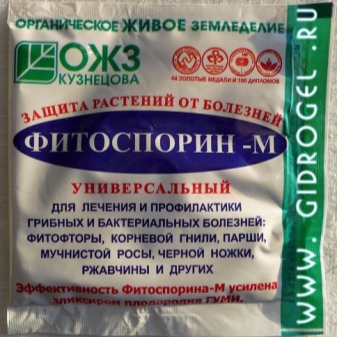 ОРГАНИЧЕСКОЕ ЖИВОЕ ЗЕМЛЕДЕЛИЕ
ОЖЗ
КУЗНЕЦОВА
44 ЗОЛОТЫЕ МЕДАЛИ И 180 ДИПЛОМОВ
ЗАЩИТА РАСТЕНИЙ ОТ БОЛЕЗНЕЙ
ФИТОСПОРИН -М
УНИВЕРСАЛЬНЫЙ
ДЛЯ ЛЕЧЕНИЯ И ПРОФИЛАКТИКИ
ГРИБНЫХ И БАКТЕРИАЛЬНЫХ БОЛЕЗНЕЙ:
ФИТОФТОРЫ, КОРНЕВОЙ ГНИЛИ, ПАРШИ,
МУЧНИСТОЙ РОСЫ, ЧЕРНОЙ НОЖКИ,
РЖАВЧИНЫ И ДРУГИХ
Эффективность Фитоспорина-М усилена
эликсиром плодородия ГУМИ.
WWW.GIDROGEL.RU